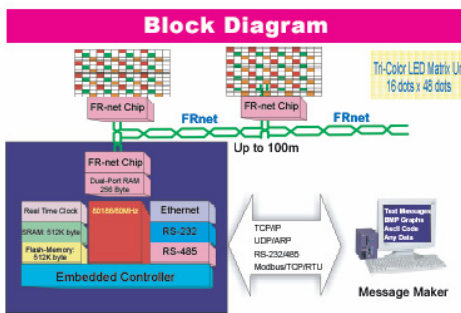 Block Diagram
Tri-Color LED Matrix Un
16 dots x 48 dots
FR-net Chip
FR-net Chip
FRnet
FRnet
Up to 100m
FR-net Chip
Dual-Port RAM
256 Byte
Real Time Clock
80186/80MHz
Ethernet
SRAM: 512K byte
RS-232
Flash-Memory:
512K byte
RS-485
Embedded Controller
TCP/IP
UDP/ARP
RS-232/485
Modbus/TCP/RTU
Text Messages
BMP Graphs
Ascil Code
Any Data
Message Maker